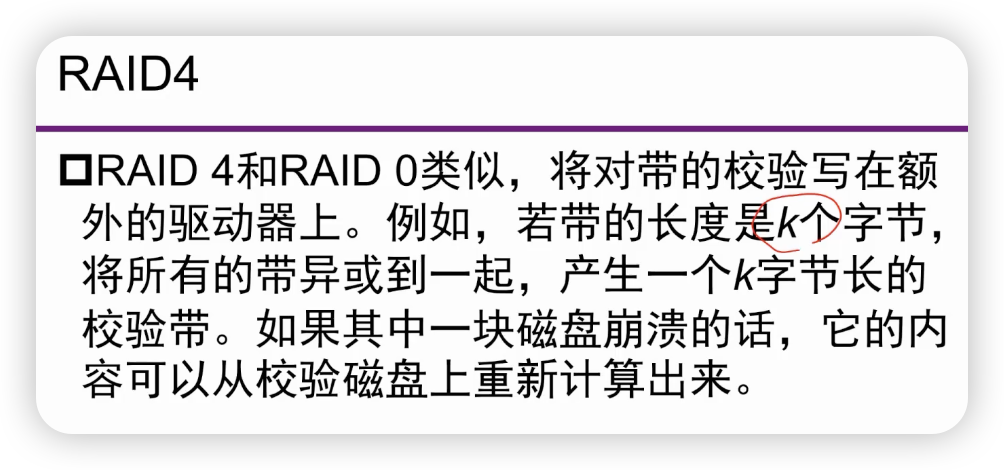 RAID4
RAID 4和RAID 0类似，将对带的校验写在额
外的驱动器上。例如，若带的长度是k个字节，
将所有的带异或到一起，产生一个k字节长的
校验带。如果其中一块磁盘崩溃的话，它的内
容可以从校验磁盘上重新计算出来。